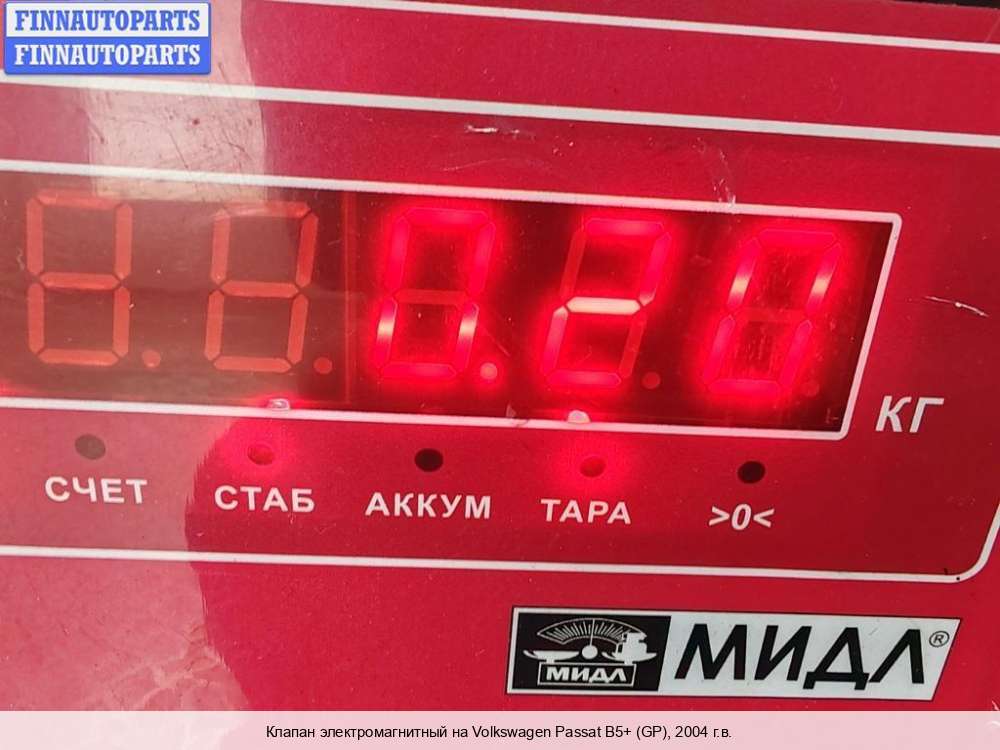 FINNAUTOPARTS
FINNAUTOPARTS
0.20
КГ
СЧЕТ СТАБ АККУМ ТАРА >0<
МИДЛ МИДЛ®
Клапан электромагнитный на Volkswagen Passat B5+ (GP), 2004 г.в.